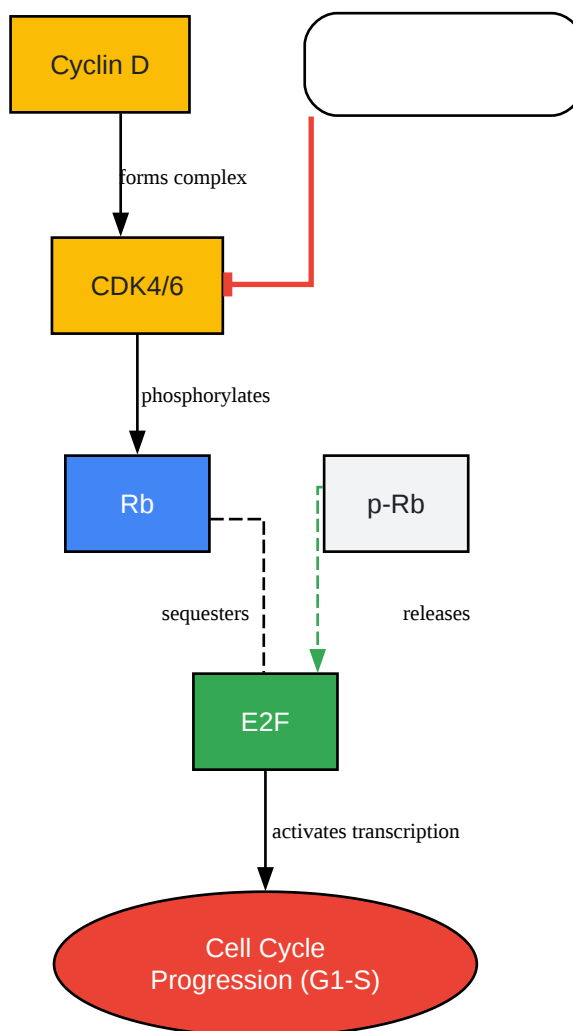 Cyclin D
forms complex
CDK4/6
phosphorylates
Rb
p-Rb
sequesters
releases
E2F
activates transcription
Cell Cycle
Progression (G1-S)